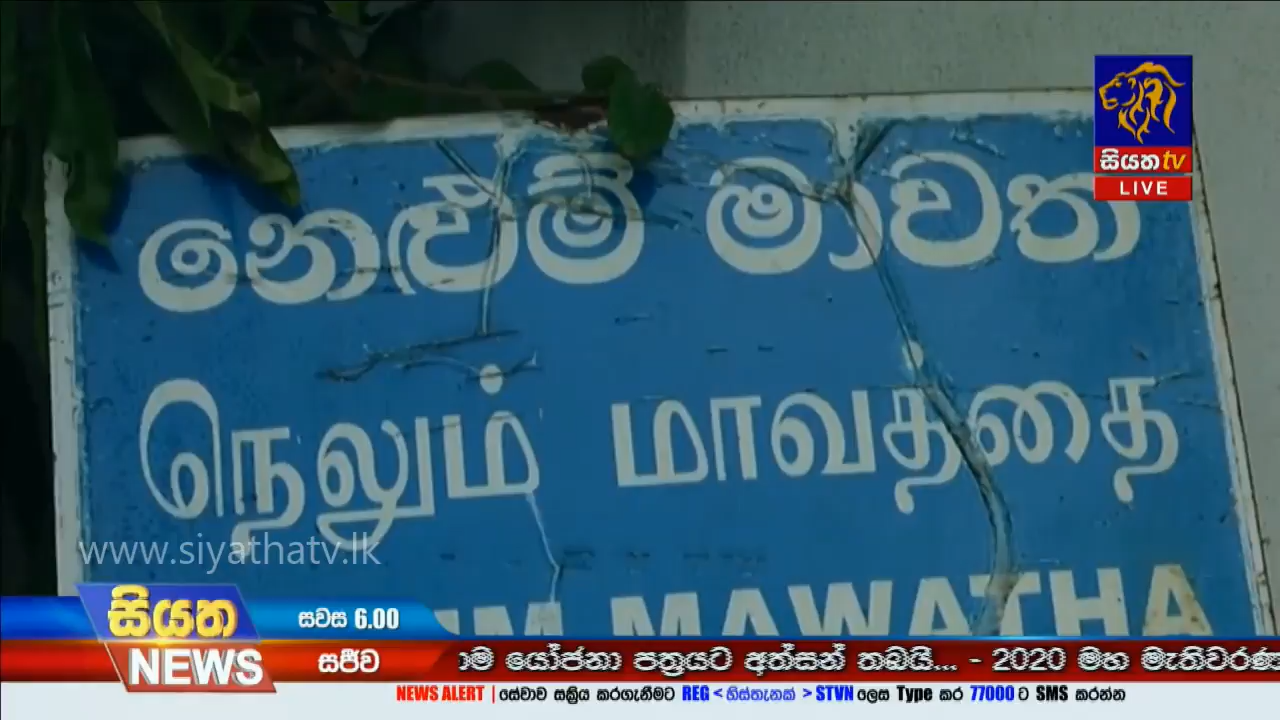 සියත tv
LIVE
නෙළුම් මාවත
நெலும் மாவத்தை
MAWATHA
www.siyathatv.lk
සියත
NEWS
සවස 6.00
සජීව
යෝජනා පත්‍රයට අත්සන් තබයි... - 2020 මහ මැතිවරණ
NEWS ALERT | සේවාව සක්‍රිය කරගැනීමට REG < හිස්තැනක් > STVN ලෙස Type කර 77000 ට SMS කරන්න